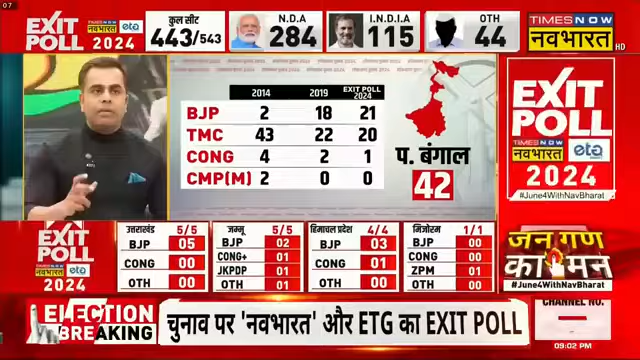 07
EXIT
POLL
नवभारत etg
2024
कुल सीट
443/543
N.D.A
284
I.N.D.I.A
115
OTH
44
TIMES NOW
नवभारत
HD
2014 2019 EXIT POLL 2024
BJP 2 18 21
TMC 43 22 20
CONG 4 2 1
CMP(M) 2 0 0
प. बंगाल
42
EXIT
POLL
TIMES NOW
नवभारत etg
2024
#June4WithNavBharat
EXIT
POLL
नवभारत etg
2024
उत्तराखंड 5/5
BJP 05
CONG 00
OTH 00
जम्मू 5/5
BJP 02
CONG+ 01
JKPDP 01
OTH 01
हिमाचल प्रदेश 4/4
BJP 03
CONG 01
OTH 00
मिजोरम 1/1
BJP 00
CONG 00
ZPM 01
OTH 00
जन गण
का मन
#June4WithNavBharat
ELECTION
BREAKING
चुनाव पर 'नवभारत' और ETG का EXIT POLL
CHANNEL NO.
09:02 PM